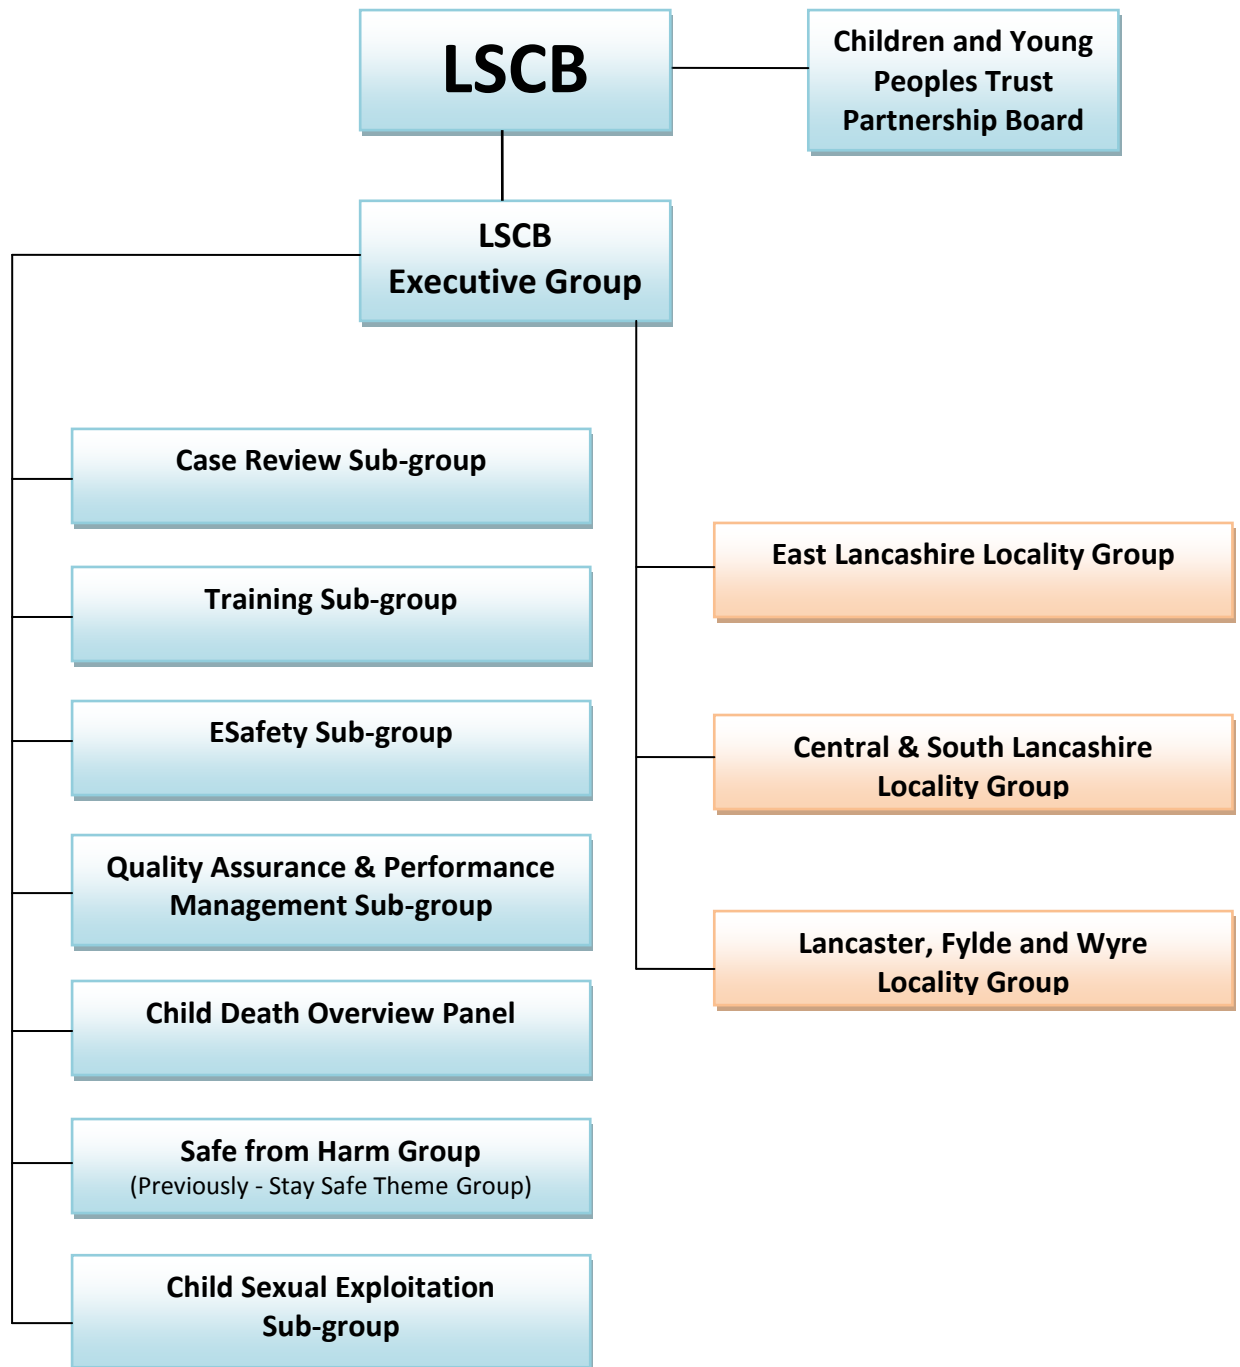 LSCB
Children and Young
Peoples Trust
Partnership Board
LSCB
Executive Group
Case Review Sub-group
Training Sub-group
ESafety Sub-group
Quality Assurance & Performance
Management Sub-group
Child Death Overview Panel
Safe from Harm Group
(Previously - Stay Safe Theme Group)
Child Sexual Exploitation
Sub-group
East Lancashire Locality Group
Central & South Lancashire
Locality Group
Lancaster, Fylde and Wyre
Locality Group